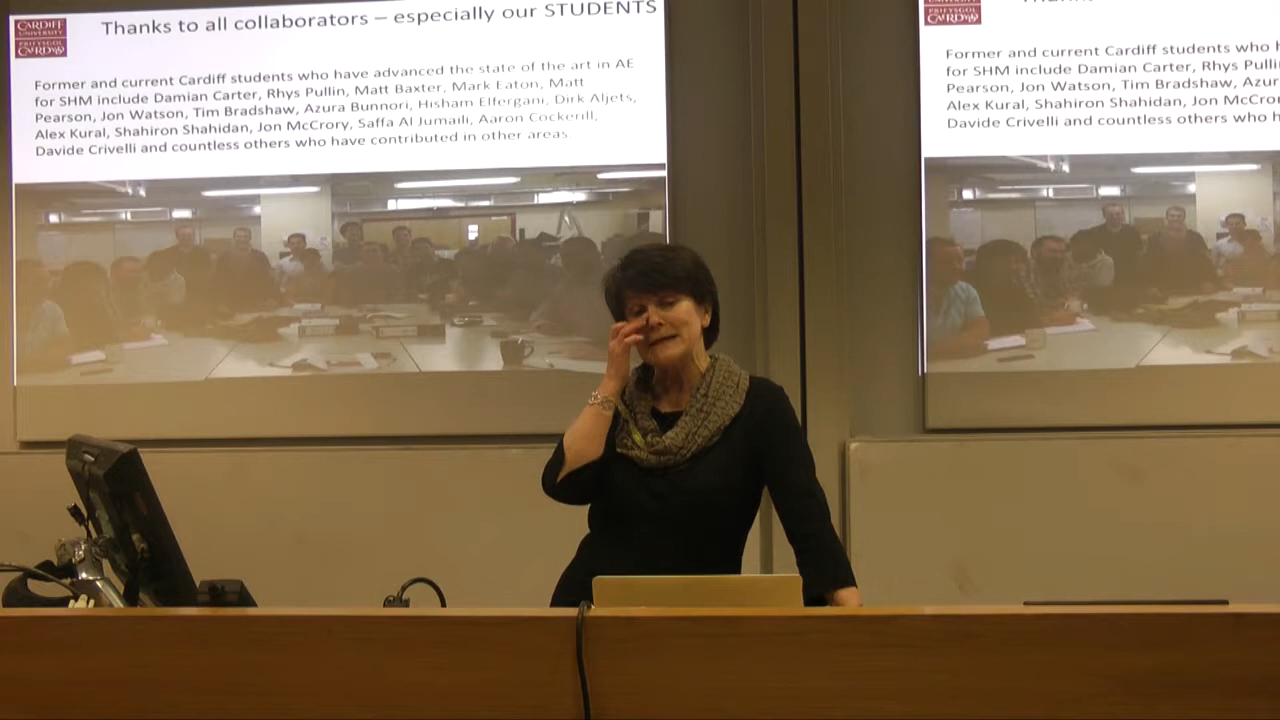 CARDIFF
UNIVERSITY
PRIFYSGOL
CAERDYDD
Thanks to all collaborators – especially our STUDENTS
Former and current Cardiff students who have advanced the state of the art in AE
for SHM include Damian Carter, Rhys Pullin, Matt Baxter, Mark Eaton, Matt
Pearson, Jon Watson, Tim Bradshaw, Azura Bunnori, Hisham Elfergani, Dirk Aljets,
Alex Kural, Shahiron Shahidan, Jon McCrory, Saffa Al Jumaili, Aaron Cockerill,
Davide Crivelli and countless others who have contributed in other areas.
UNIVERSITY
PRIFYSGOL
CAERDYDD
Former and current Cardiff students who h
for SHM include Damian Carter, Rhys Pullin
Pearson, Jon Watson, Tim Bradshaw, Azur
Alex Kural, Shahiron Shahidan, Jon McCror
Davide Crivelli and countless others who h